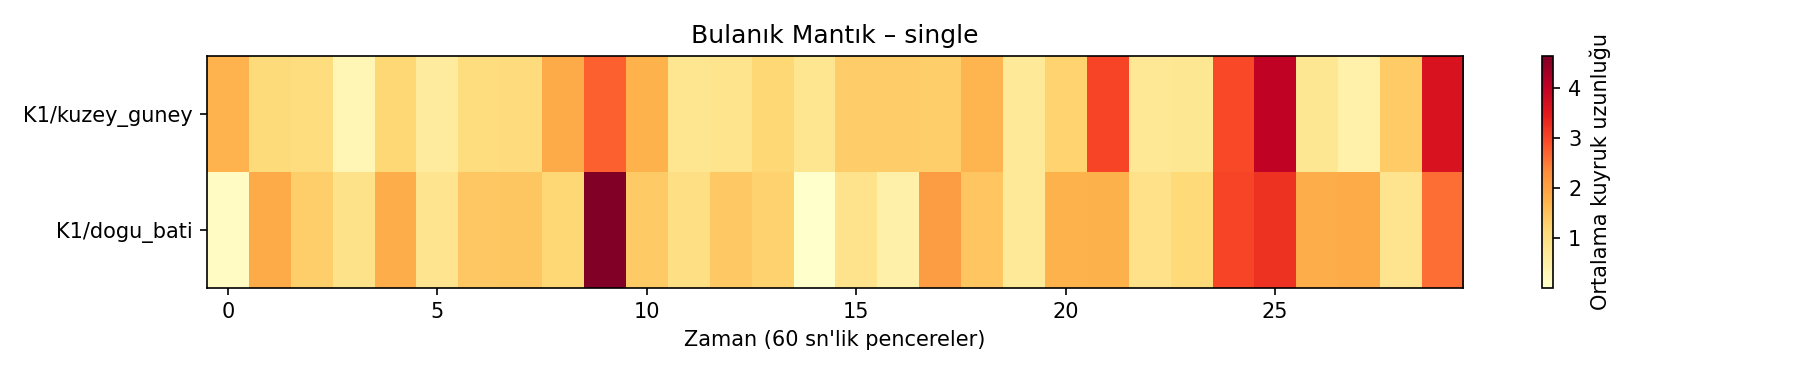 Bulanık Mantık – single
K1/kuzey_guney
K1/dogu_bati
0 5 10 15 20 25
Zaman (60 sn'lik pencereler)
4
3
2
1
Ortalama kuyruk uzunluğu